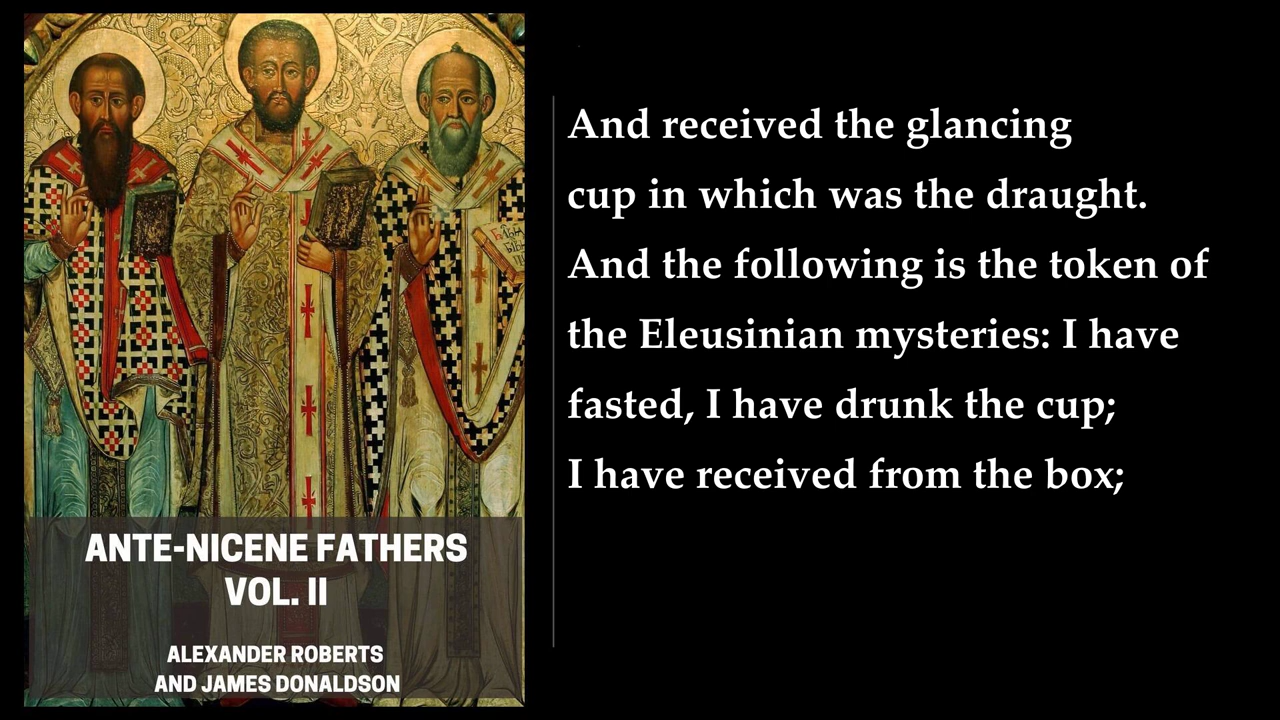 And received the glancing
cup in which was the draught.
And the following is the token of
the Eleusinian mysteries: I have
fasted, I have drunk the cup;
I have received from the box;
ANTE-NICENE FATHERS
VOL. II
ALEXANDER ROBERTS
AND JAMES DONALDSON